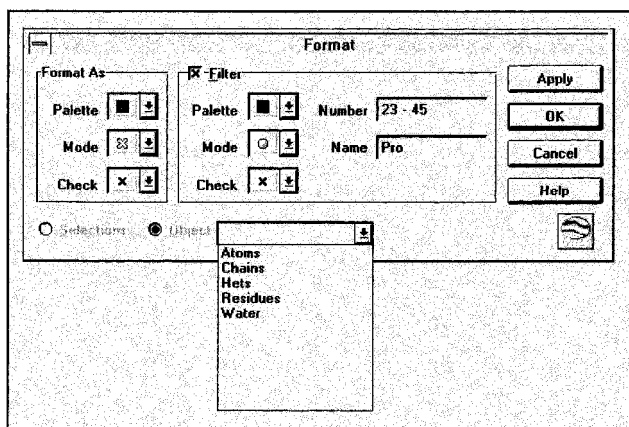 Format
Format As
Palette
Mode
Check
Filter
Palette
Mode
Check
Number 23 - 45
Name Pro
Apply
OK
Cancel
Help
Selections
Object
Atoms
Chains
Hets
Residues
Water